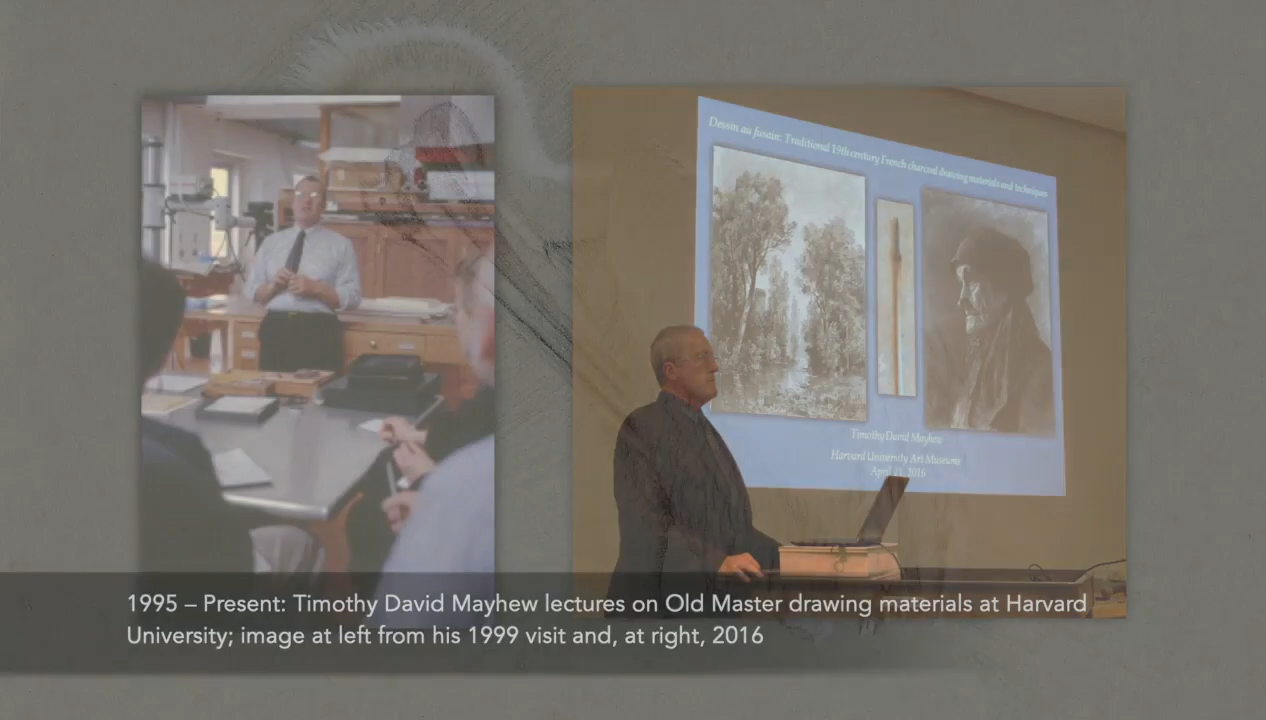 Dessin au fusain: Traditional 19th century French charcoal drawing materials and techniques
Timothy David Mayhew
Harvard University Art Museums
April 2016
1995 – Present: Timothy David Mayhew lectures on Old Master drawing materials at Harvard
University; image at left from his 1999 visit and, at right, 2016